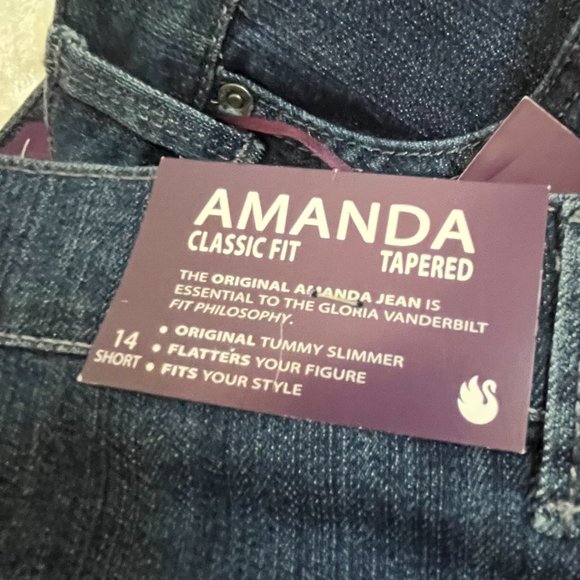 AMANDA
CLASSIC FIT TAPERED
THE ORIGINAL AMANDA JEAN IS
ESSENTIAL TO THE GLORIA VANDERBILT
FIT PHILOSOPHY.
• ORIGINAL TUMMY SLIMMER
• FLATTERS YOUR FIGURE
• FITS YOUR STYLE
14
SHORT